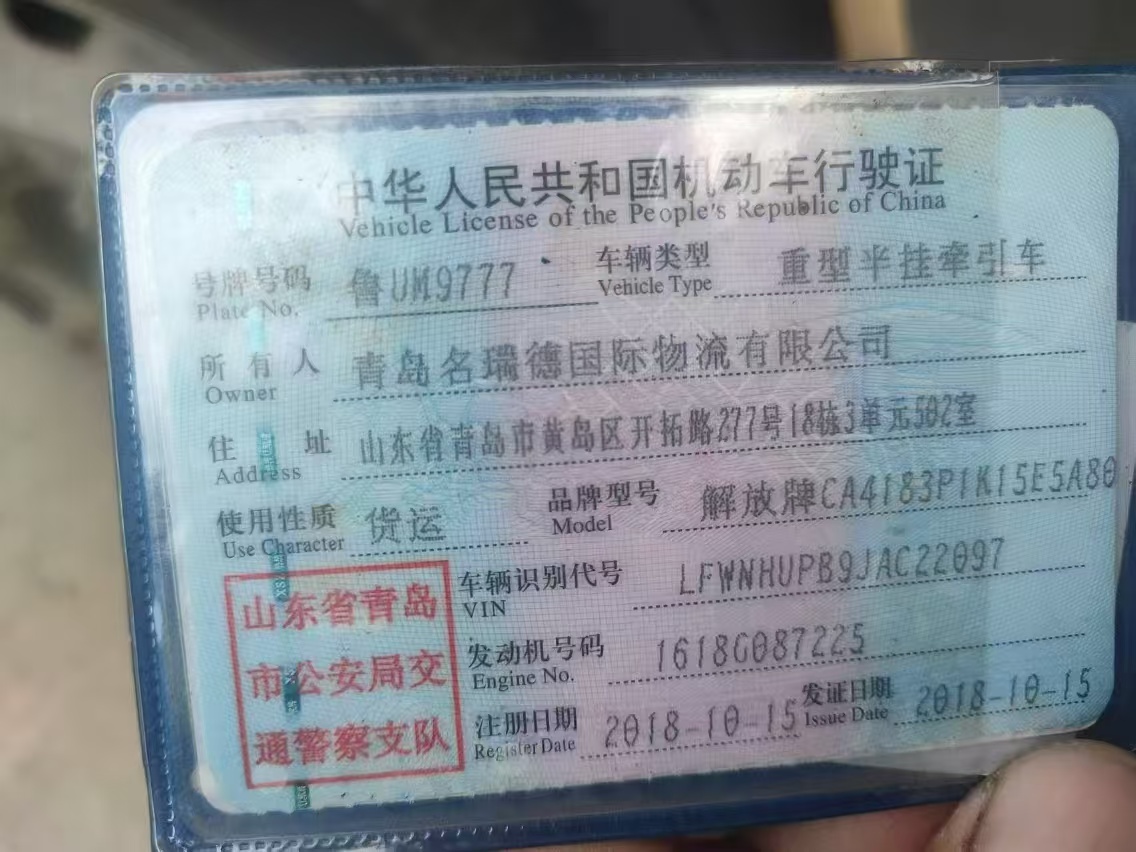 中华人民共和国机动车行驶证
Vehicle License of the People's Republic of China
号牌号码 鲁UM9777 车辆类型 重型半挂牵引车
Plate No. Vehicle Type
所有人 青岛名瑞德国际物流有限公司
Owner
住址 山东省青岛市黄岛区开拓路277号18栋3单元502室
Address
使用性质 货运 品牌型号 解放牌CA4183P1K15E5A80
Use Character Model
车辆识别代号 LFWNHUPB9JAC22097
VIN
发动机号码 1618G087225
Engine No.
注册日期 2018-10-15 发证日期 2018-10-15
Register Date Issue Date
山东省青岛
市公安局交
通警察支队